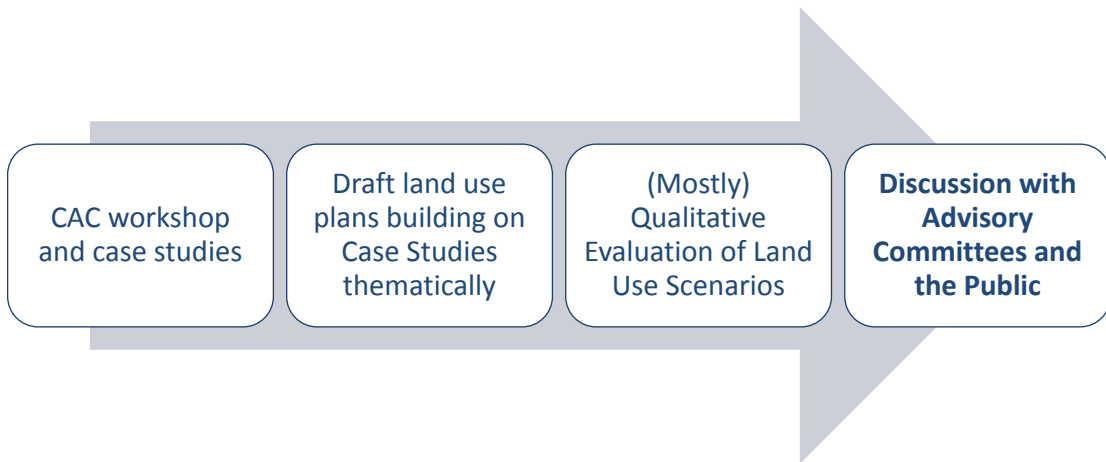 CAC workshop
and case studies
Draft land use
plans building on
Case Studies
thematically
(Mostly)
Qualitative
Evaluation of Land
Use Scenarios
Discussion with
Advisory
Committees and
the Public